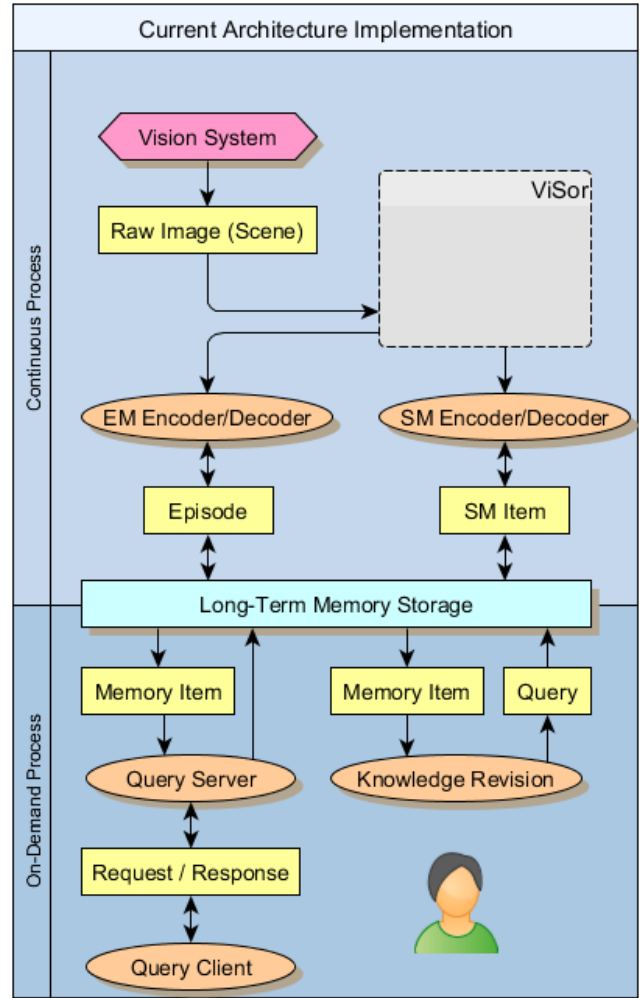 Current Architecture Implementation
Continuous Process
Vision System
ViSor
Raw Image (Scene)
EM Encoder/Decoder
SM Encoder/Decoder
Episode
SM Item
Long-Term Memory Storage
On-Demand Process
Memory Item
Memory Item
Query
Query Server
Knowledge Revision
Request / Response
Query Client